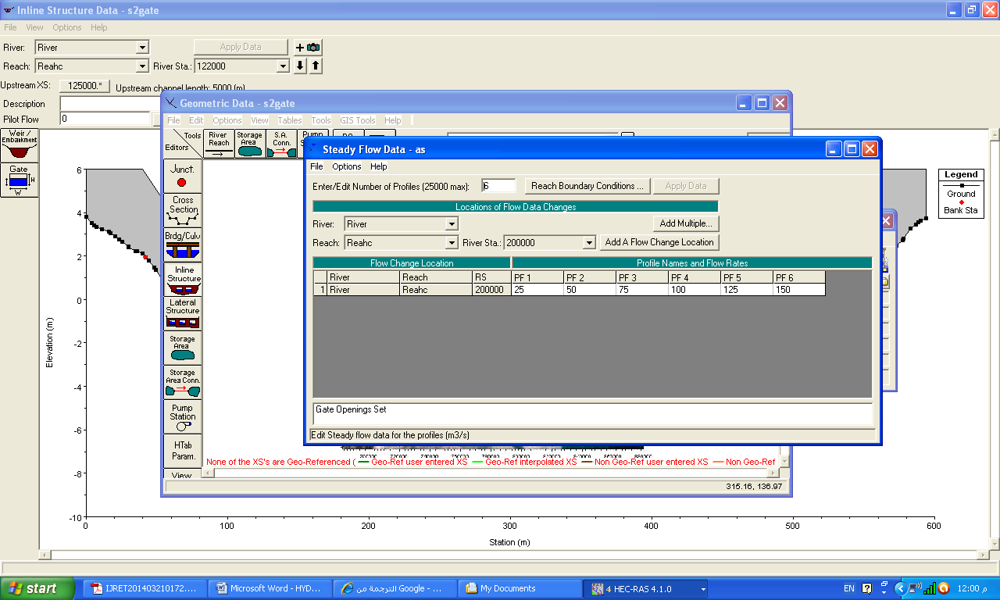 Inline Structure Data - s2gate
File View Options Help
River: River Apply Data
Reach: Reahc River Sta.: 122000
Upstream XS: 125000.* Upstream channel length: 5000 (m)
Description
Pilot Flow 0
Weir / Embankment
Gate
H
W
Geometric Data - s2gate
File Edit Options View Tables Tools GIS Tools Help
Tools
Editors
River Reach
Storage Area
S.A. Conn.
Junct.
Cross Section
Brdg/Culv
Inline Structure
Lateral Structure
Storage Area
Storage Area Conn.
Pump Station
HTab Param.
View
Steady Flow Data - as
File Options Help
Enter/Edit Number of Profiles (25000 max): 6 Reach Boundary Conditions ... Apply Data
Locations of Flow Data Changes
River: River Add Multiple...
Reach: Reahc River Sta.: 200000 Add A Flow Change Location
Flow Change Location Profile Names and Flow Rates
River Reach RS PF 1 PF 2 PF 3 PF 4 PF 5 PF 6
1 River Reahc 200000 25 50 75 100 125 150
Gate Openings Set
Edit Steady flow data for the profiles (m3/s)
None of the XS's are Geo-Referenced ( Geo-Ref user entered XS Geo-Ref interpolated XS Non Geo-Ref user entered XS Non Geo-Ref
315.16, 136.97
Legend
Ground
Bank Sta
6
4
2
0
-2
-4
-6
-8
-10
Elevation (m)
0 100 200 300 400 500 600
Station (m)
start IJRET201403210172.... Microsoft Word - HYD... الترجمة من Google - ... My Documents 4 HEC-RAS 4.1.0 EN 12:00 م